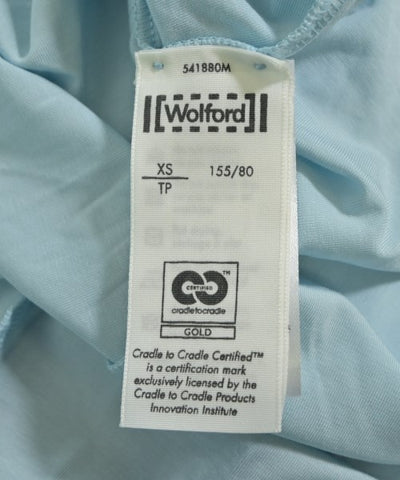 541880M
Wolford
XS 155/80
TP
CERTIFIED
TM
cradletocradle
GOLD
Cradle to Cradle Certified™
is a certification mark
exclusively licensed by the
Cradle to Cradle Products
Innovation Institute